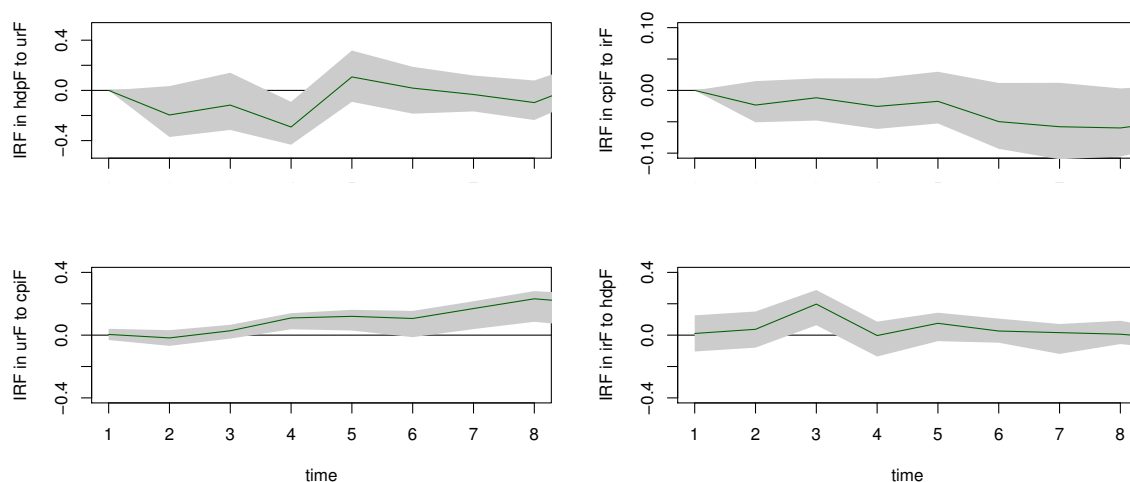 IRF in hdpF to urF
0.4
0.0
−0.4
IRF in cpiF to irF
0.10
0.00
−0.10
IRF in urF to cpiF
0.4
0.0
−0.4
1 2 3 4 5 6 7 8
time
IRF in irF to hdpF
0.4
0.0
−0.4
1 2 3 4 5 6 7 8
time